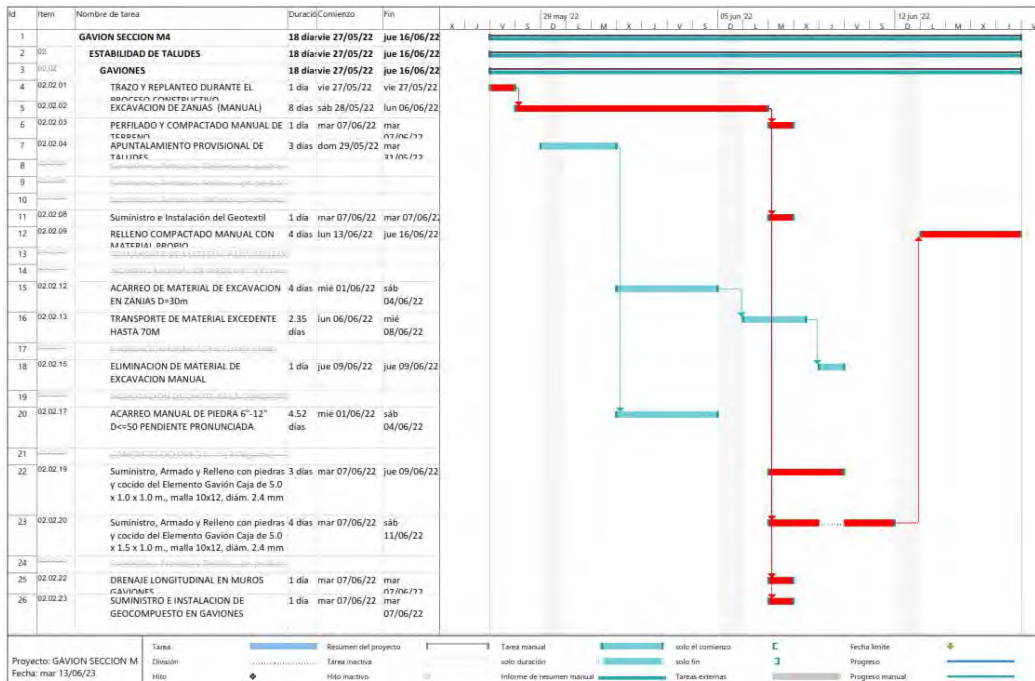 Id Item Nombre de tarea Duració Comienzo Fin
29 may '22 05 jun '22 12 jun '22
X J V S D L M X J V S D L M X J V
1 GAVION SECCION M4 18 días vie 27/05/22 jue 16/06/22
2 02 ESTABILIDAD DE TALUDES 18 días vie 27/05/22 jue 16/06/22
3 02.02 GAVIONES 18 días vie 27/05/22 jue 16/06/22
4 02.02.01 TRAZO Y REPLANTEO DURANTE EL 1 día vie 27/05/22 vie 27/05/22
PROCESO CONSTRUCTIVO
5 02.02.02 EXCAVACION DE ZANJAS (MANUAL) 8 días sáb 28/05/22 lun 06/06/22
6 02.02.03 PERFILADO Y COMPACTADO MANUAL DE 1 día mar 07/06/22 mar
TERRENO 07/06/22
7 02.02.04 APUNTALAMIENTO PROVISIONAL DE 3 días dom 29/05/22 mar
TALUDES 31/05/22
8
9
10
11 02.02.08 Suministro e Instalación del Geotextil 1 día mar 07/06/22 mar 07/06/22
12 02.02.09 RELLENO COMPACTADO MANUAL CON 4 días lun 13/06/22 jue 16/06/22
MATERIAL PROPIO
13
14
15 02.02.12 ACARREO DE MATERIAL DE EXCAVACION 4 días mié 01/06/22 sáb
EN ZANJAS D=30m 04/06/22
16 02.02.13 TRANSPORTE DE MATERIAL EXCEDENTE 2.35 lun 06/06/22 mié
HASTA 70M días 08/06/22
17
18 02.02.15 ELIMINACION DE MATERIAL DE 1 día jue 09/06/22 jue 09/06/22
EXCAVACION MANUAL
19
20 02.02.17 ACARREO MANUAL DE PIEDRA 6"-12" 4.52 mié 01/06/22 sáb
D<=50 PENDIENTE PRONUNCIADA días 04/06/22
21
22 02.02.19 Suministro, Armado y Relleno con piedras 3 días mar 07/06/22 jue 09/06/22
y cocido del Elemento Gavión Caja de 5.0
x 1.0 x 1.0 m., malla 10x12, diám. 2.4 mm
23 02.02.20 Suministro, Armado y Relleno con piedras 4 días mar 07/06/22 sáb
y cocido del Elemento Gavión Caja de 5.0 11/06/22
x 1.5 x 1.0 m., malla 10x12, diám. 2.4 mm
24
25 02.02.22 DRENAJE LONGITUDINAL EN MUROS 1 día mar 07/06/22 mar
GAVIONES 07/06/22
26 02.02.23 SUMINISTRO E INSTALACION DE 1 día mar 07/06/22 mar
GEOCOMPUESTO EN GAVIONES 07/06/22
Proyecto: GAVION SECCION M
Fecha: mar 13/06/23
Tarea Resumen del proyecto Tarea manual solo el comienzo Fecha límite
División Tarea inactiva solo duración solo fin Progreso
Hito Hito inactivo Informe de resumen manual Tareas externas Progreso manual